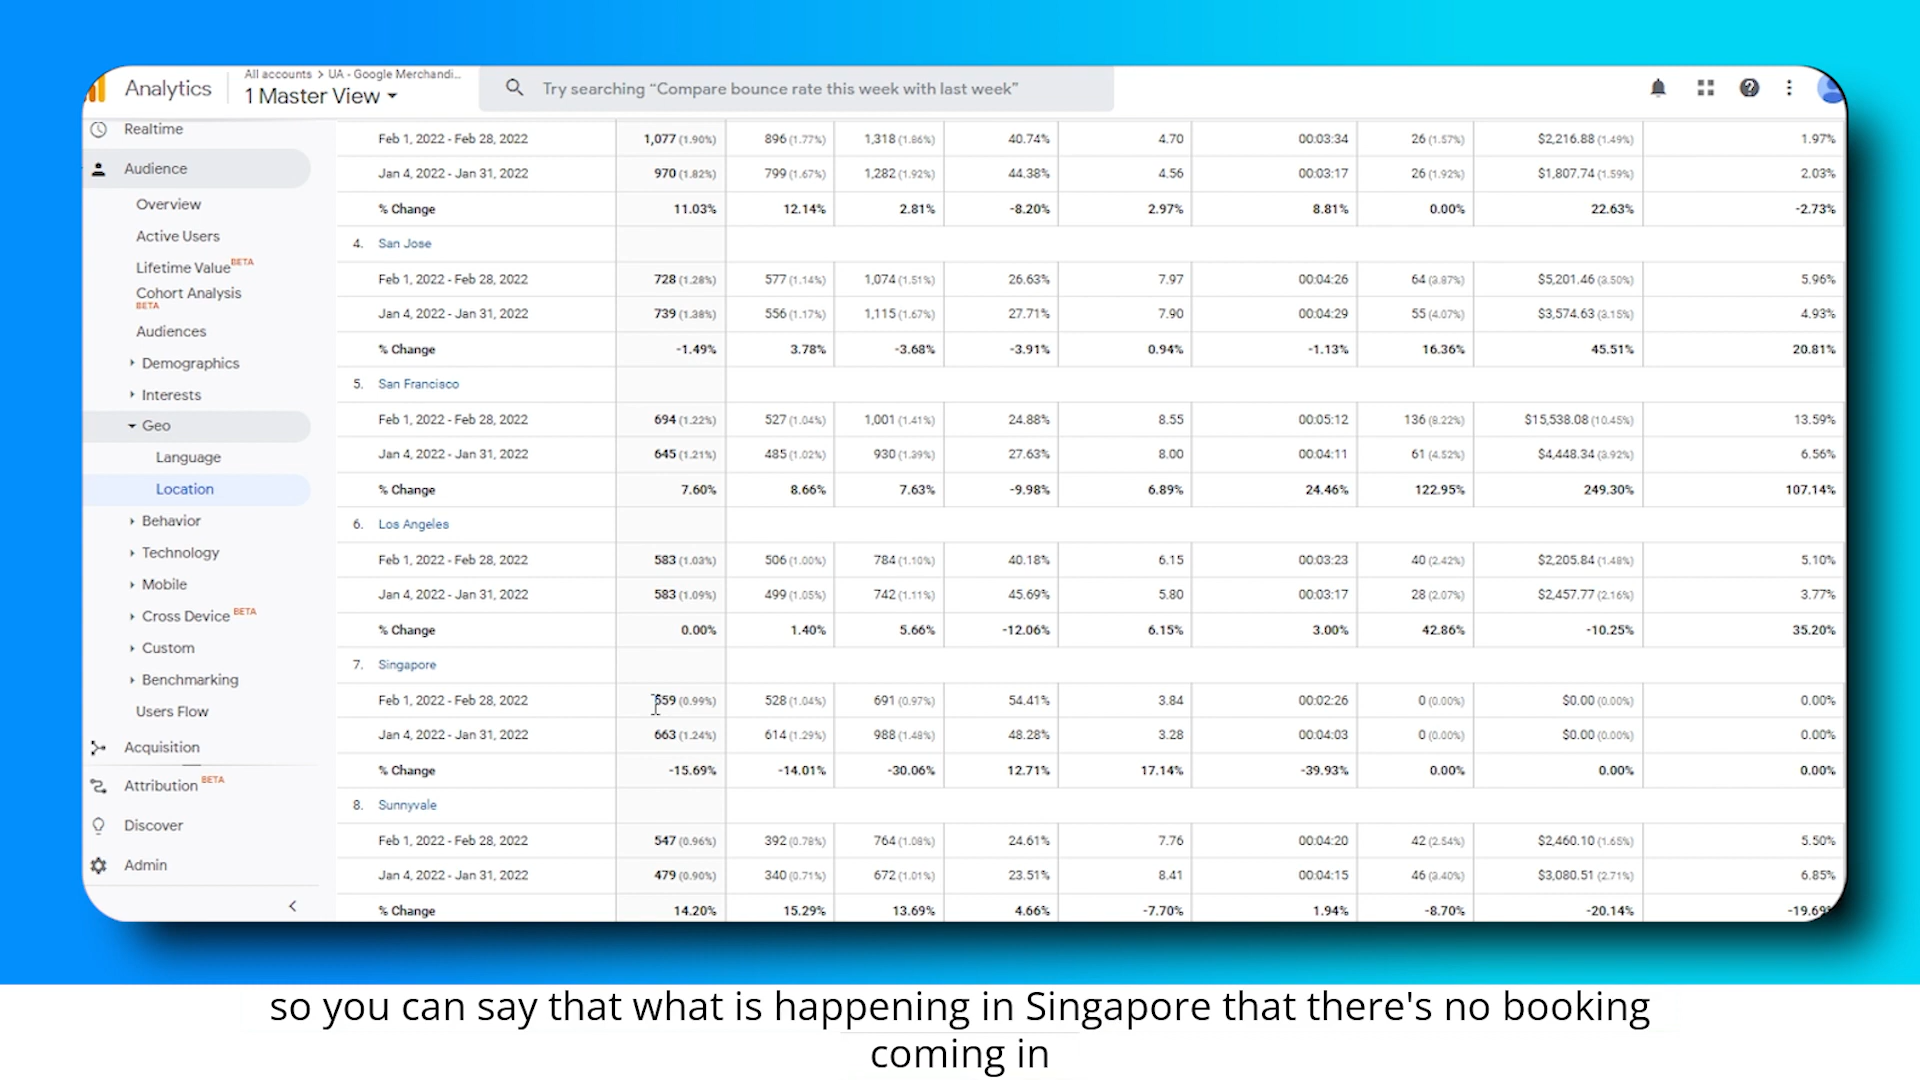 Analytics
All accounts > UA - Google Merchandi...
1 Master View
Try searching “Compare bounce rate this week with last week”
Realtime
Audience
Overview
Active Users
Lifetime Value BETA
Cohort Analysis
BETA
Audiences
Demographics
Interests
Geo
Language
Location
Behavior
Technology
Mobile
Cross Device BETA
Custom
Benchmarking
Users Flow
Acquisition
Attribution BETA
Discover
Admin
Feb 1, 2022 - Feb 28, 2022 1,077 (1.90%) 896 (1.77%) 1,318 (1.86%) 40.74% 4.70 00:03:34 26 (1.57%) $2,216.88 (1.49%) 1.97%
Jan 4, 2022 - Jan 31, 2022 970 (1.82%) 799 (1.67%) 1,282 (1.92%) 44.38% 4.56 00:03:17 26 (1.92%) $1,807.74 (1.59%) 2.03%
% Change 11.03% 12.14% 2.81% -8.20% 2.97% 8.81% 0.00% 22.63% -2.73%
4. San Jose
Feb 1, 2022 - Feb 28, 2022 728 (1.28%) 577 (1.14%) 1,074 (1.51%) 26.63% 7.97 00:04:26 64 (3.87%) $5,201.46 (3.50%) 5.96%
Jan 4, 2022 - Jan 31, 2022 739 (1.38%) 556 (1.17%) 1,115 (1.67%) 27.71% 7.90 00:04:29 55 (4.07%) $3,574.63 (3.15%) 4.93%
% Change -1.49% 3.78% -3.68% -3.91% 0.94% -1.13% 16.36% 45.51% 20.81%
5. San Francisco
Feb 1, 2022 - Feb 28, 2022 694 (1.22%) 527 (1.04%) 1,001 (1.41%) 24.88% 8.55 00:05:12 136 (8.22%) $15,538.08 (10.45%) 13.59%
Jan 4, 2022 - Jan 31, 2022 645 (1.21%) 485 (1.02%) 930 (1.39%) 27.63% 8.00 00:04:11 61 (4.52%) $4,448.34 (3.92%) 6.56%
% Change 7.60% 8.66% 7.63% -9.98% 6.89% 24.46% 122.95% 249.30% 107.14%
6. Los Angeles
Feb 1, 2022 - Feb 28, 2022 583 (1.03%) 506 (1.00%) 784 (1.10%) 40.18% 6.15 00:03:23 40 (2.42%) $2,205.84 (1.48%) 5.10%
Jan 4, 2022 - Jan 31, 2022 583 (1.09%) 499 (1.05%) 742 (1.11%) 45.69% 5.80 00:03:17 28 (2.07%) $2,457.77 (2.16%) 3.77%
% Change 0.00% 1.40% 5.66% -12.06% 6.15% 3.00% 42.86% -10.25% 35.20%
7. Singapore
Feb 1, 2022 - Feb 28, 2022 559 (0.99%) 528 (1.04%) 691 (0.97%) 54.41% 3.84 00:02:26 0 (0.00%) $0.00 (0.00%) 0.00%
Jan 4, 2022 - Jan 31, 2022 663 (1.24%) 614 (1.29%) 988 (1.48%) 48.28% 3.28 00:04:03 0 (0.00%) $0.00 (0.00%) 0.00%
% Change -15.69% -14.01% -30.06% 12.71% 17.14% -39.93% 0.00% 0.00% 0.00%
8. Sunnyvale
Feb 1, 2022 - Feb 28, 2022 547 (0.96%) 392 (0.78%) 764 (1.08%) 24.61% 7.76 00:04:20 42 (2.54%) $2,460.10 (1.65%) 5.50%
Jan 4, 2022 - Jan 31, 2022 479 (0.90%) 340 (0.71%) 672 (1.01%) 23.51% 8.41 00:04:15 46 (3.40%) $3,080.51 (2.71%) 6.85%
% Change 14.20% 15.29% 13.69% 4.66% -7.70% 1.94% -8.70% -20.14% -19.69%
so you can say that what is happening in Singapore that there's no booking
coming in